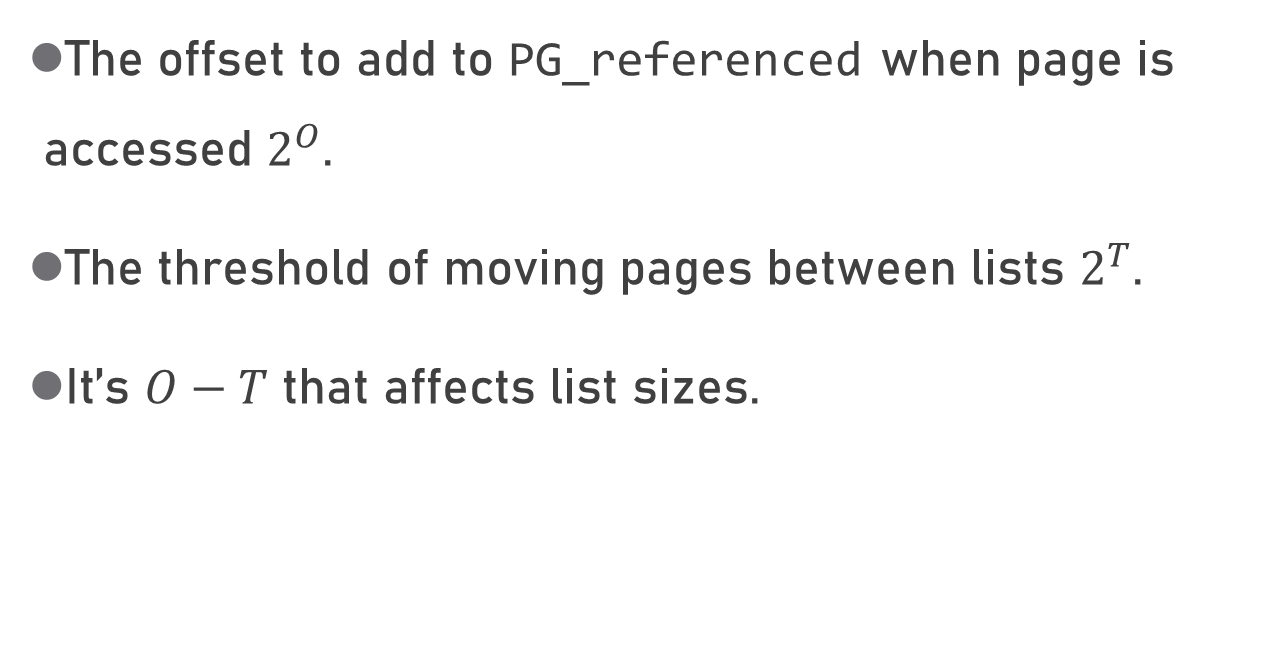 ●The offset to add to PG_referenced when page is
accessed 2^O.
●The threshold of moving pages between lists 2^T.
●It’s O − T that affects list sizes.